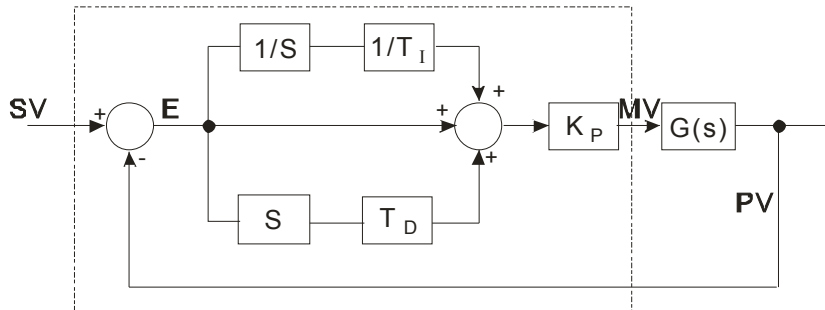 1/S
1/T I
+
SV
+
E
+
MV
K P
G(s)
-
+
PV
S
T D